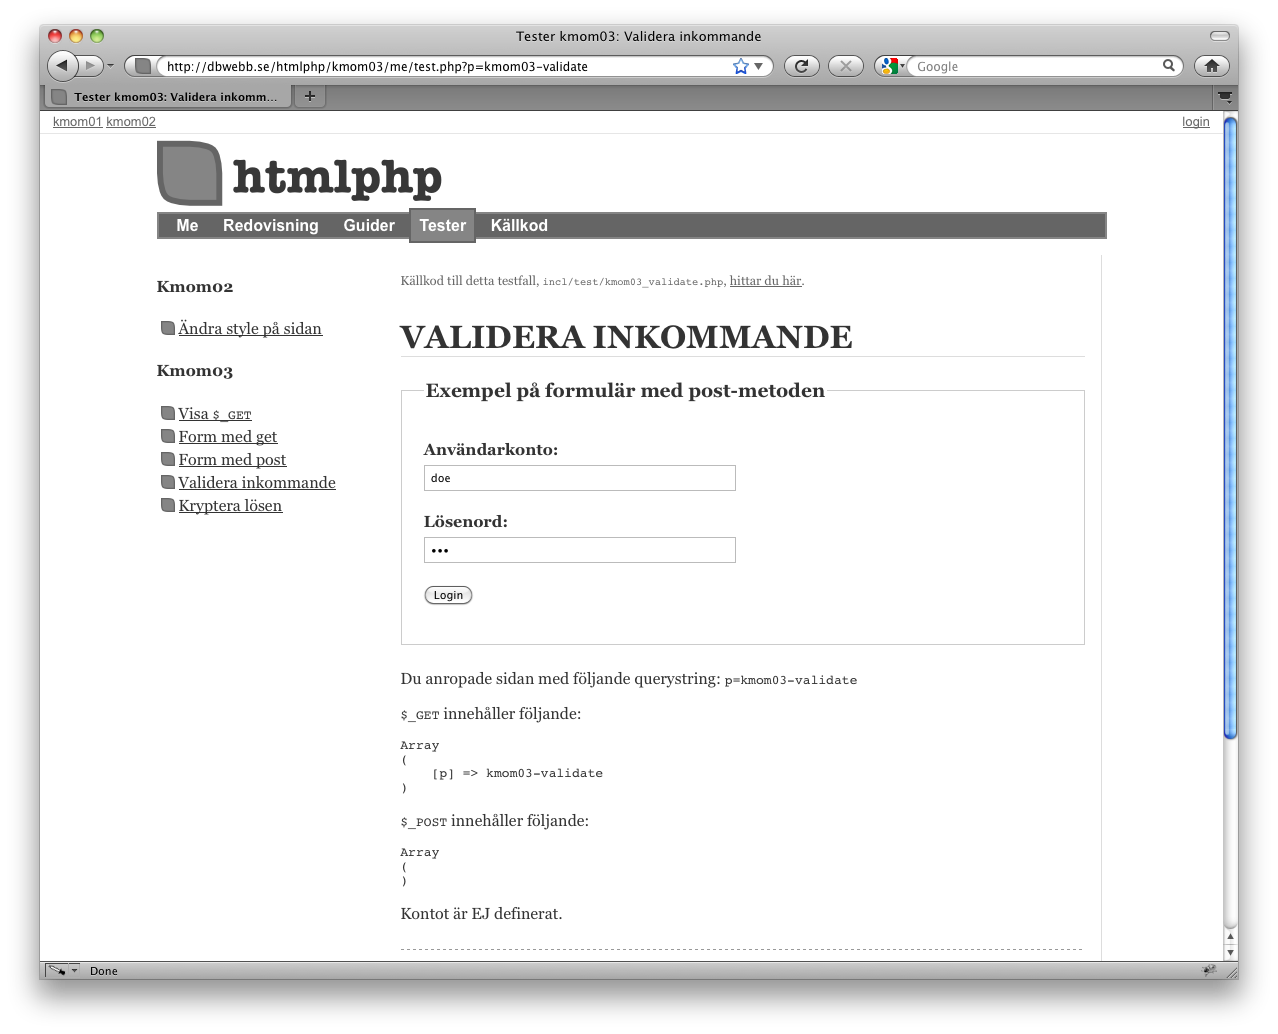 Tester kmom03: Validera inkommande
http://dbwebb.se/htmlphp/kmom03/me/test.php?p=kmom03-validate
Google
Tester kmom03: Validera inkomm...
+
kmom01 kmom02
login
htmlphp
Me Redovisning Guider Tester Källkod
Kmom02
Ändra style på sidan
Kmom03
Visa $_GET
Form med get
Form med post
Validera inkommande
Kryptera lösen
Källkod till detta testfall, incl/test/kmom03_validate.php, hittar du här.
VALIDERA INKOMMANDE
Exempel på formulär med post-metoden
Användarkonto:
doe
Lösenord:
•••
Login
Du anropade sidan med följande querystring: p=kmom03-validate
$_GET innehåller följande:
Array
(
[p] => kmom03-validate
)
$_POST innehåller följande:
Array
(
)
Kontot är EJ definerat.
Done